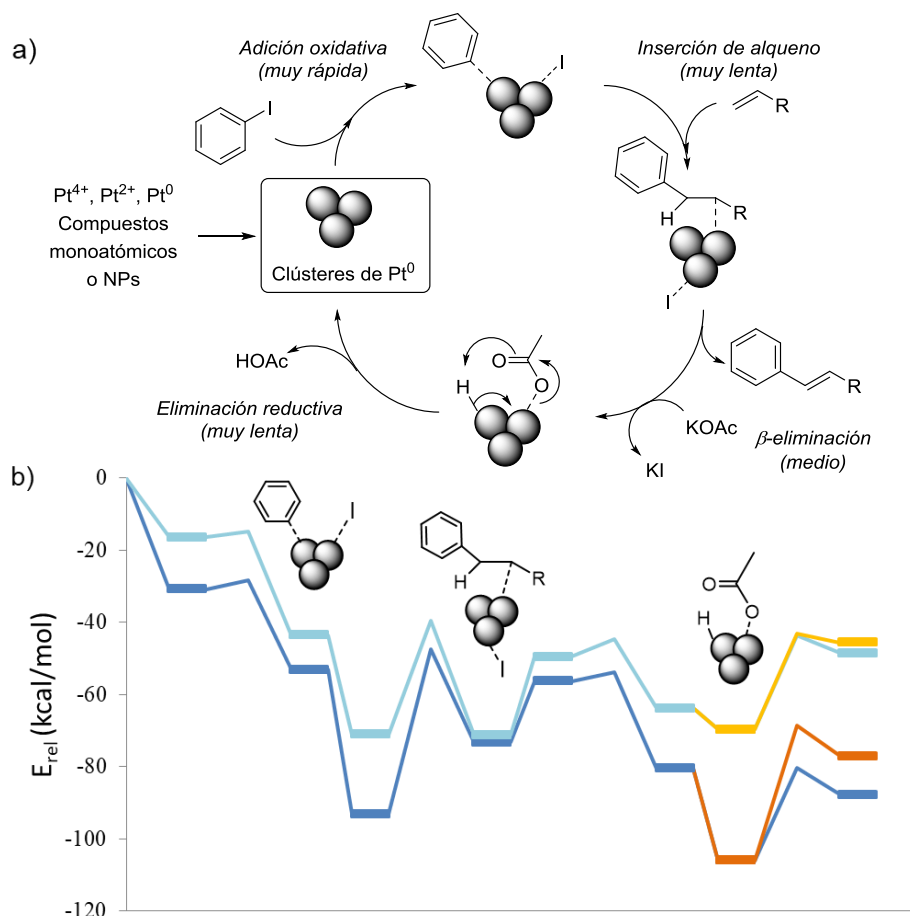 a)
Adición oxidativa
(muy rápida)
I
Inserción de alqueno
(muy lenta)
I
R
Pt4+, Pt2+, Pt0
Compuestos
monoatómicos
o NPs
Clústeres de Pt0
H
R
I
HOAc
O
O
H
R
Eliminación reductiva
(muy lenta)
KOAc
KI
β-eliminación
(medio)
b)
Erel (kcal/mol)
0
-20
-40
-60
-80
-100
-120
I
H
R
I
O
O
H